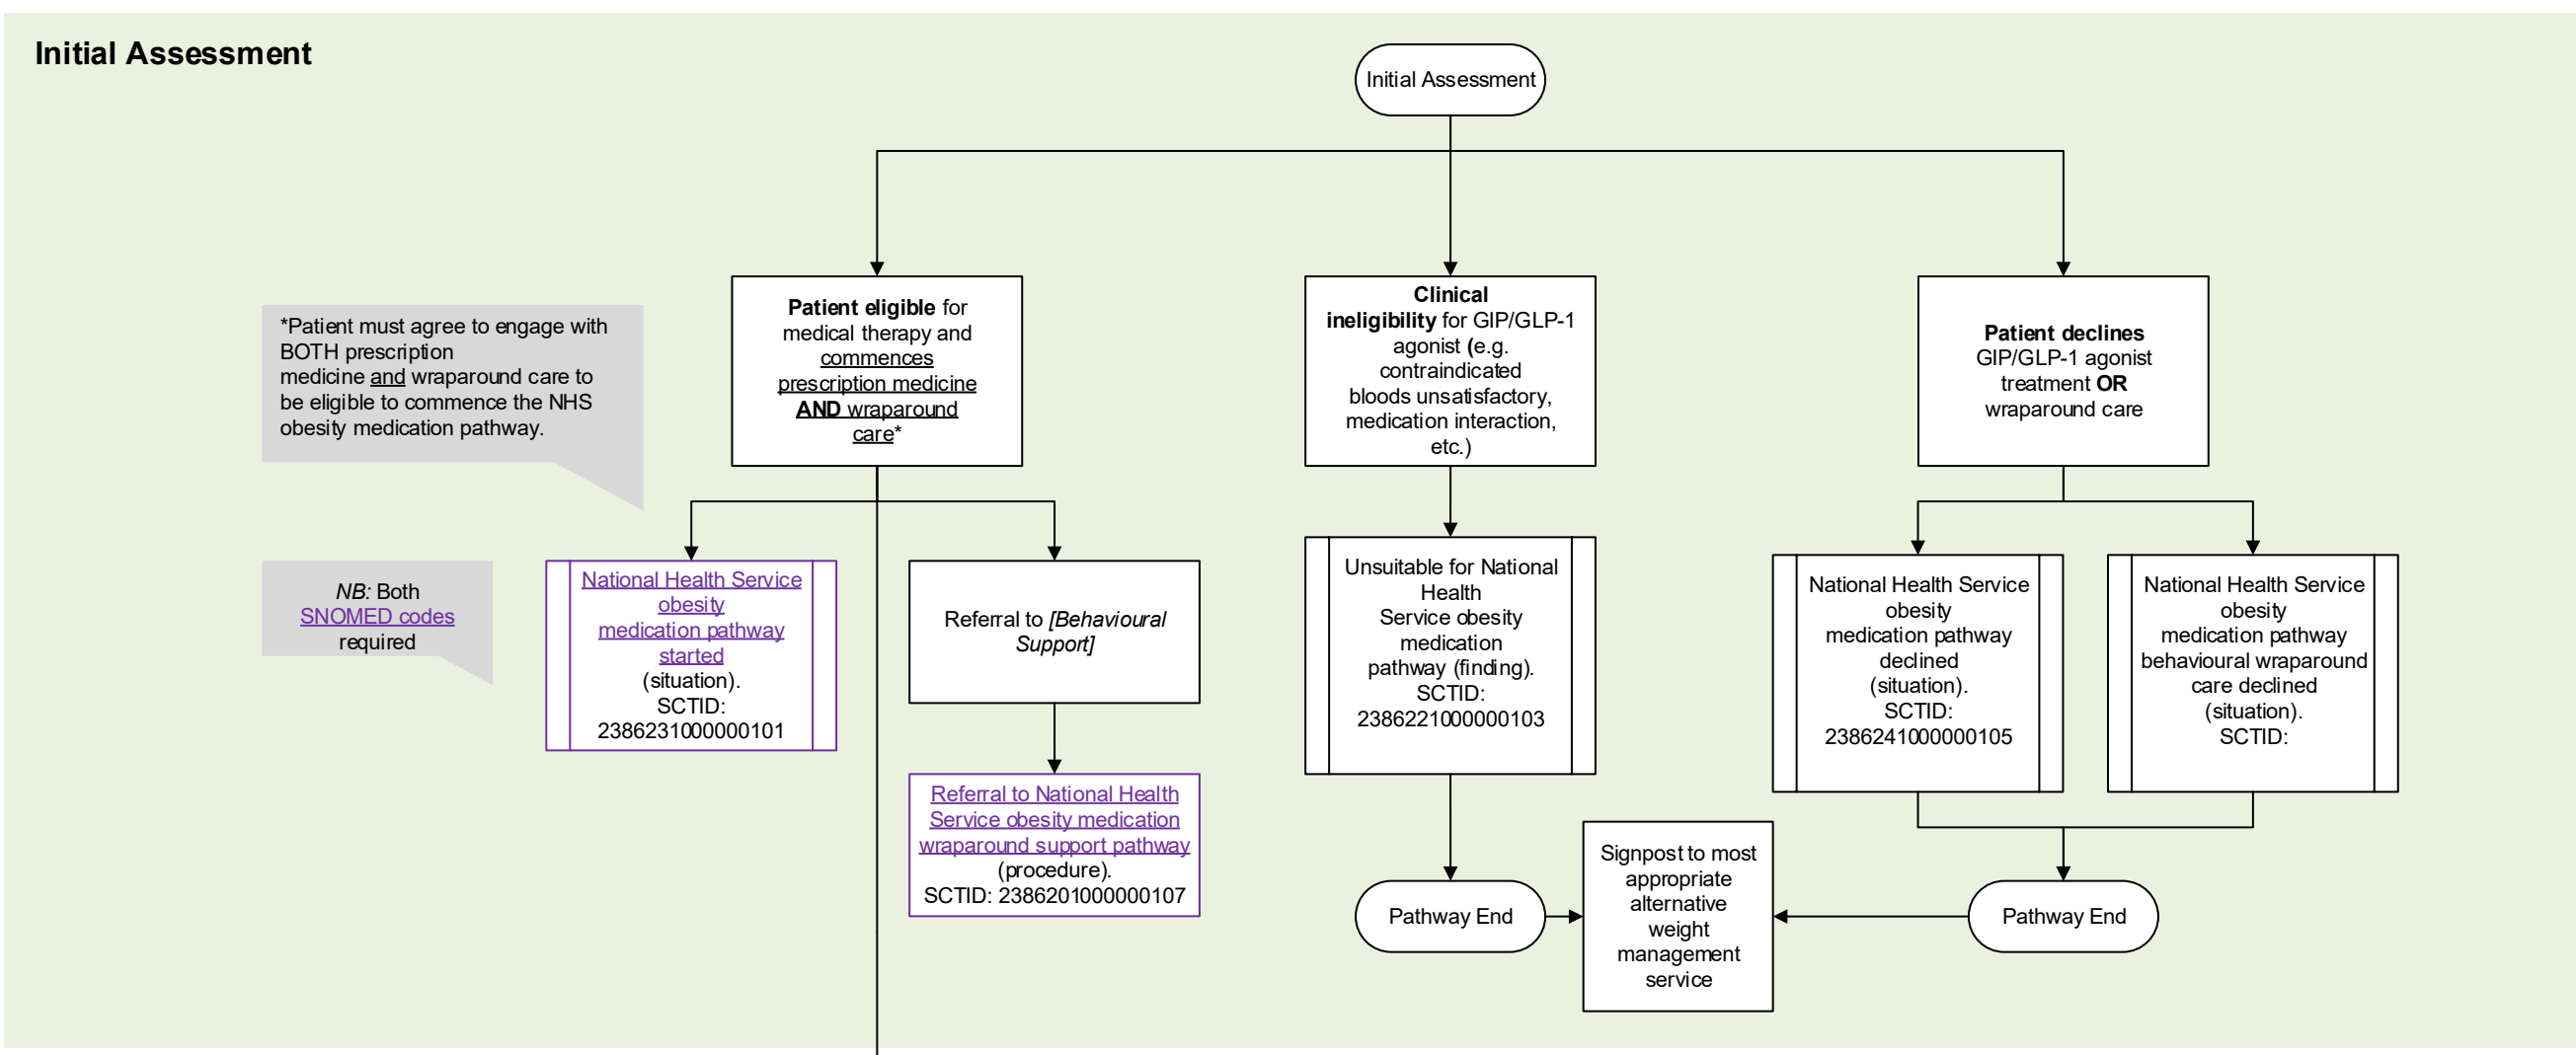 Initial Assessment
Initial Assessment
*Patient must agree to engage with
BOTH prescription
medicine and wraparound care to
be eligible to commence the NHS
obesity medication pathway.
Patient eligible for
medical therapy and
commences
prescription medicine
AND wraparound
care*
Clinical
ineligibility for GIP/GLP-1
agonist (e.g.
contraindicated
bloods unsatisfactory,
medication interaction,
etc.)
Patient declines
GIP/GLP-1 agonist
treatment OR
wraparound care
NB: Both
SNOMED codes
required
National Health Service
obesity
medication pathway
started
(situation).
SCTID:
2386231000000101
Referral to [Behavioural
Support]
Referral to National Health
Service obesity medication
wraparound support pathway
(procedure).
SCTID: 2386201000000107
Unsuitable for National
Health
Service obesity
medication
pathway (finding).
SCTID:
2386221000000103
National Health Service
obesity
medication pathway
declined
(situation).
SCTID:
2386241000000105
National Health Service
obesity
medication pathway
behavioural wraparound
care declined
(situation).
SCTID:
Pathway End
Signpost to most
appropriate
alternative
weight
management
service
Pathway End